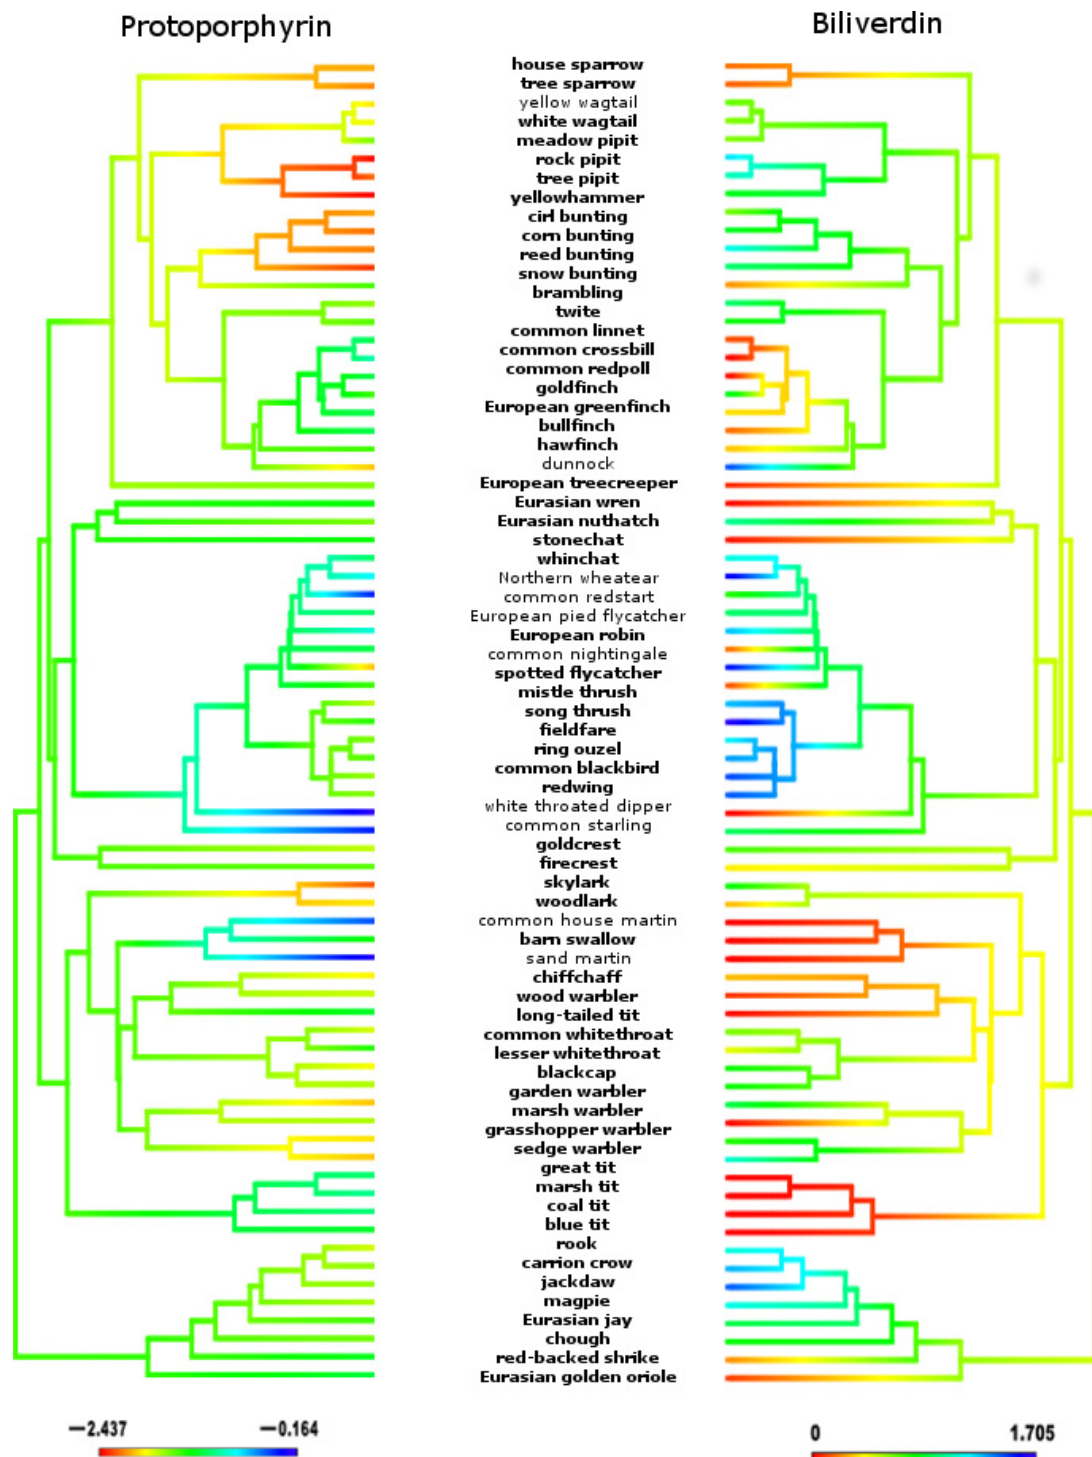 Protoporphyrin
Biliverdin
house sparrow
tree sparrow
yellow wagtail
white wagtail
meadow pipit
rock pipit
tree pipit
yellowhammer
cirl bunting
corn bunting
reed bunting
snow bunting
brambling
twite
common linnet
common crossbill
common redpoll
goldfinch
European greenfinch
bullfinch
hawfinch
dunnock
European treecreeper
Eurasian wren
Eurasian nuthatch
stonechat
whinchat
Northern wheatear
common redstart
European pied flycatcher
European robin
common nightingale
spotted flycatcher
mistle thrush
song thrush
fieldfare
ring ouzel
common blackbird
redwing
white throated dipper
common starling
goldcrest
firecrest
skylark
woodlark
common house martin
barn swallow
sand martin
chiffchaff
wood warbler
long-tailed tit
common whitethroat
lesser whitethroat
blackcap
garden warbler
marsh warbler
grasshopper warbler
sedge warbler
great tit
marsh tit
coal tit
blue tit
rook
carrion crow
jackdaw
magpie
Eurasian jay
chough
red-backed shrike
Eurasian golden oriole
−2.437 −0.164
0 1.705